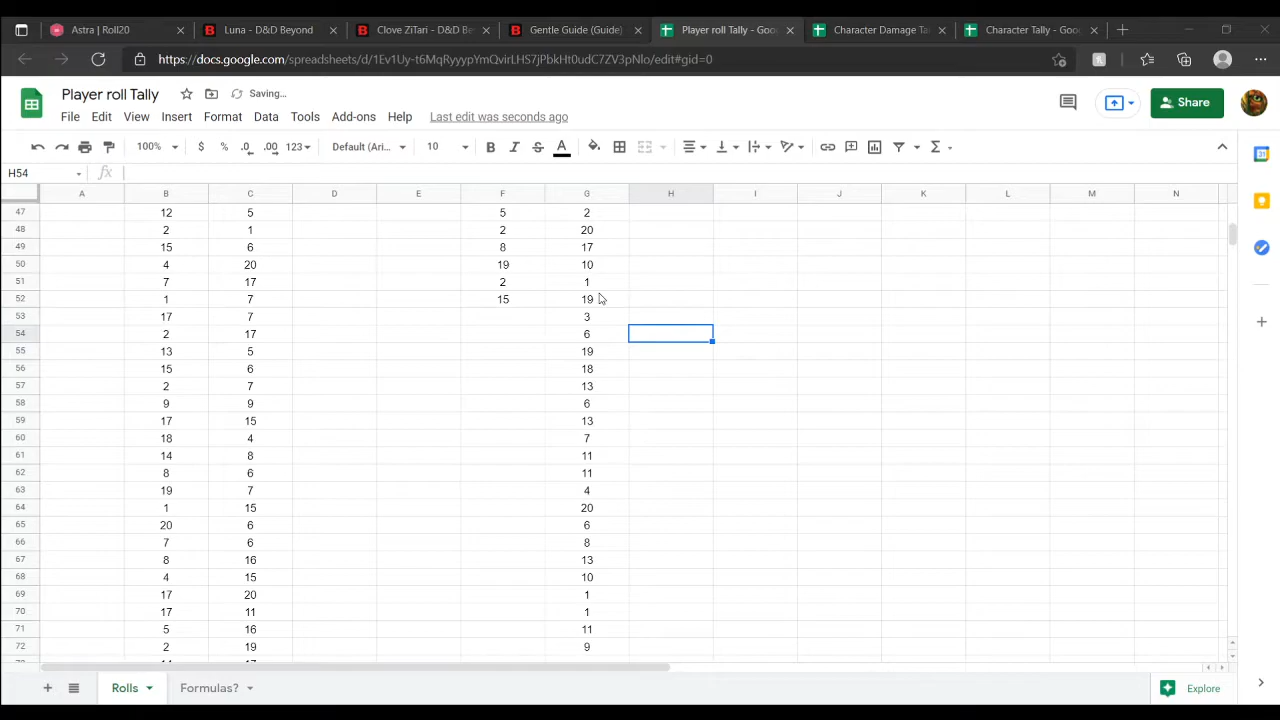 Astra | Roll20
Luna - D&D Beyond
Clove ZiTari - D&D Be
Gentle Guide (Guide)
Player roll Tally - Goo
Character Damage Ta
Character Tally - Goo
https://docs.google.com/spreadsheets/d/1Ev1Uy-t6MqRyyypYmQvirLHS7jPbkHt0udC7ZV3pNlo/edit#gid=0
Player roll Tally
Saving...
File Edit View Insert Format Data Tools Add-ons Help Last edit was seconds ago
Share
100% $ % .0 .00 123 Default (Ari... 10 B I S A Σ
H54 fx
A B C D E F G H I J K L M N
47 12 5 5 2
48 2 1 2 20
49 15 6 8 17
50 4 20 19 10
51 7 17 2 1
52 1 7 15 19
53 17 7 3
54 2 17 6
55 13 5 19
56 15 6 18
57 2 7 13
58 9 9 6
59 17 15 13
60 18 4 7
61 14 8 11
62 8 6 11
63 19 7 4
64 1 15 20
65 20 6 6
66 7 6 8
67 8 16 13
68 4 15 10
69 17 20 1
70 17 11 1
71 5 16 11
72 2 19 9
Rolls Formulas? Explore